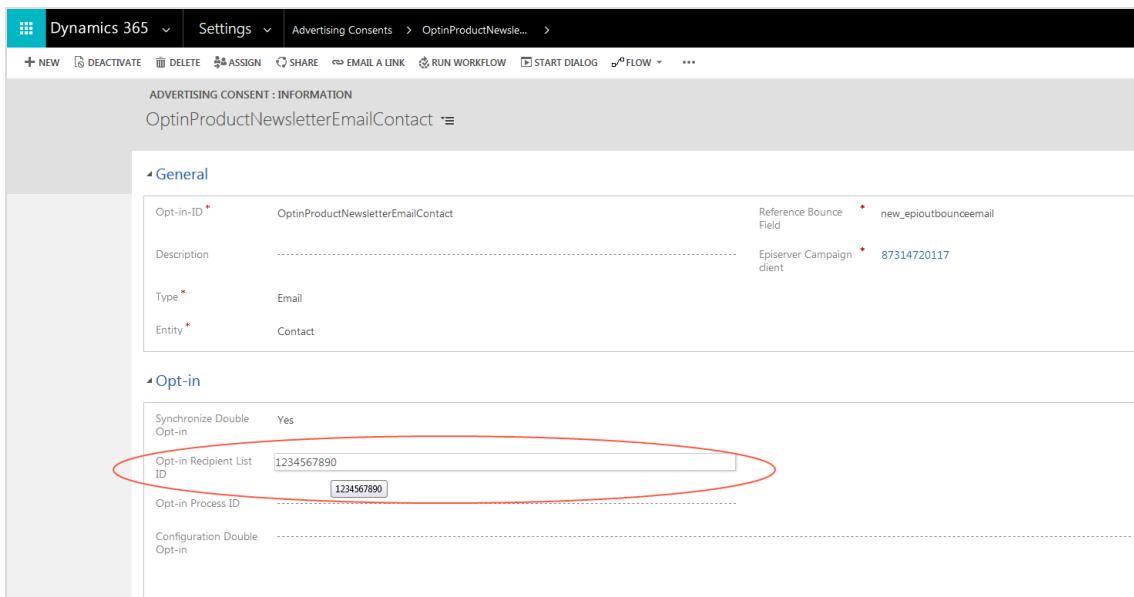 Dynamics 365 Settings Advertising Consents > OptinProductNewsle... >
+ NEW DEACTIVATE DELETE ASSIGN SHARE EMAIL A LINK RUN WORKFLOW START DIALOG FLOW ...
ADVERTISING CONSENT : INFORMATION
OptinProductNewsletterEmailContact
General
Opt-in-ID * OptinProductNewsletterEmailContact
Reference Bounce * new_epioutbounceemail
Field
Description
Episerver Campaign * 87314720117
client
Type * Email
Entity * Contact
Opt-in
Synchronize Double Yes
Opt-in
Opt-in Recipient List 1234567890
ID
1234567890
Opt-in Process ID
Configuration Double
Opt-in